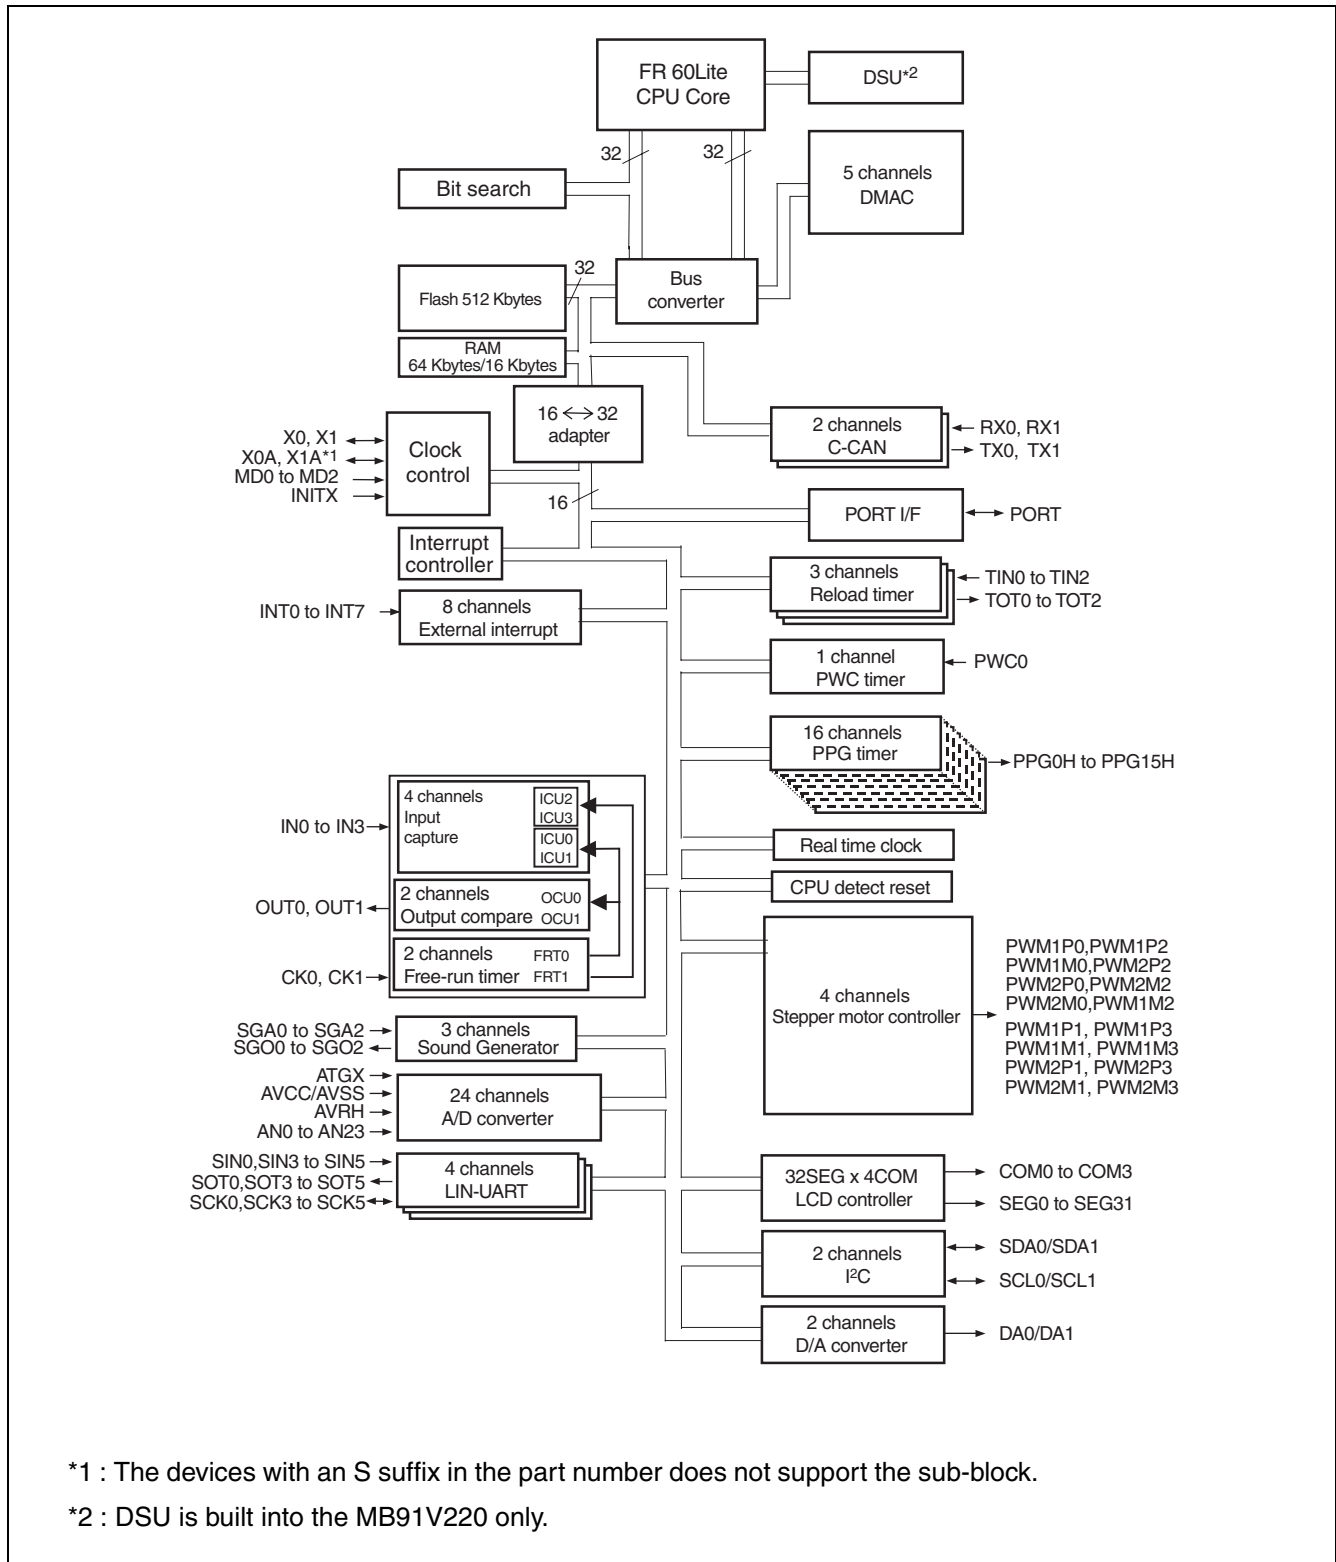 FR 60Lite
CPU Core
DSU*2
32
32
5 channels
DMAC
Bit search
32
Bus
converter
Flash 512 Kbytes
RAM
64 Kbytes/16 Kbytes
16 ↔ 32
adapter
X0, X1
X0A, X1A*1
MD0 to MD2
INITX
Clock
control
2 channels
C-CAN
RX0, RX1
TX0, TX1
16
PORT I/F
PORT
Interrupt
controller
3 channels
Reload timer
TIN0 to TIN2
TOT0 to TOT2
INT0 to INT7
8 channels
External interrupt
1 channel
PWC timer
PWC0
16 channels
PPG timer
PPG0H to PPG15H
IN0 to IN3
4 channels
Input
capture
ICU2
ICU3
ICU0
ICU1
Real time clock
CPU detect reset
OUT0, OUT1
2 channels
Output compare
OCU0
OCU1
CK0, CK1
2 channels
Free-run timer
FRT0
FRT1
4 channels
Stepper motor controller
PWM1P0,PWM1P2
PWM1M0,PWM2P2
PWM2P0,PWM2M2
PWM2M0,PWM1M2
PWM1P1, PWM1P3
PWM1M1, PWM1M3
PWM2P1, PWM2P3
PWM2M1, PWM2M3
SGA0 to SGA2
SGO0 to SGO2
3 channels
Sound Generator
ATGX
AVCC/AVSS
AVRH
AN0 to AN23
24 channels
A/D converter
SIN0,SIN3 to SIN5
SOT0,SOT3 to SOT5
SCK0,SCK3 to SCK5
4 channels
LIN-UART
32SEG x 4COM
LCD controller
COM0 to COM3
SEG0 to SEG31
2 channels
I²C
SDA0/SDA1
SCL0/SCL1
2 channels
D/A converter
DA0/DA1
*1 : The devices with an S suffix in the part number does not support the sub-block.
*2 : DSU is built into the MB91V220 only.